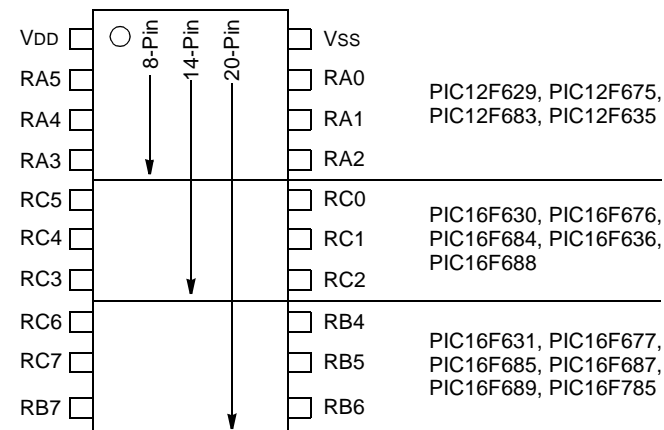 VDD
8-Pin
14-Pin
20-Pin
VSS
RA5
RA0
RA4
RA1
RA3
RA2
PIC12F629, PIC12F675,
PIC12F683, PIC12F635
RC5
RC0
RC4
RC1
RC3
RC2
PIC16F630, PIC16F676,
PIC16F684, PIC16F636,
PIC16F688
RC6
RB4
RC7
RB5
RB7
RB6
PIC16F631, PIC16F677,
PIC16F685, PIC16F687,
PIC16F689, PIC16F785